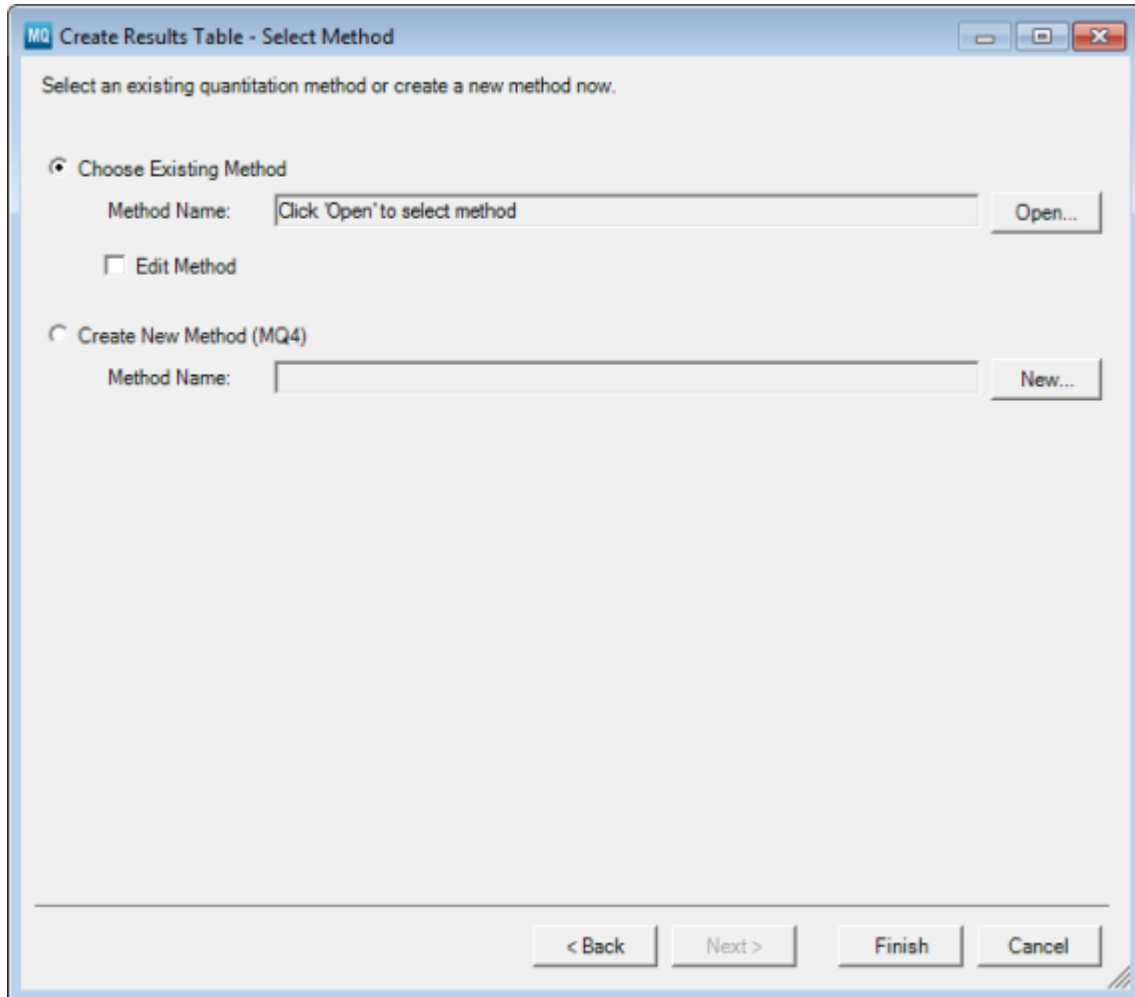 MQ Create Results Table - Select Method
Select an existing quantitation method or create a new method now.
Choose Existing Method
Method Name: Click 'Open' to select method Open...
Edit Method
Create New Method (MQ4)
Method Name: New...
< Back Next > Finish Cancel